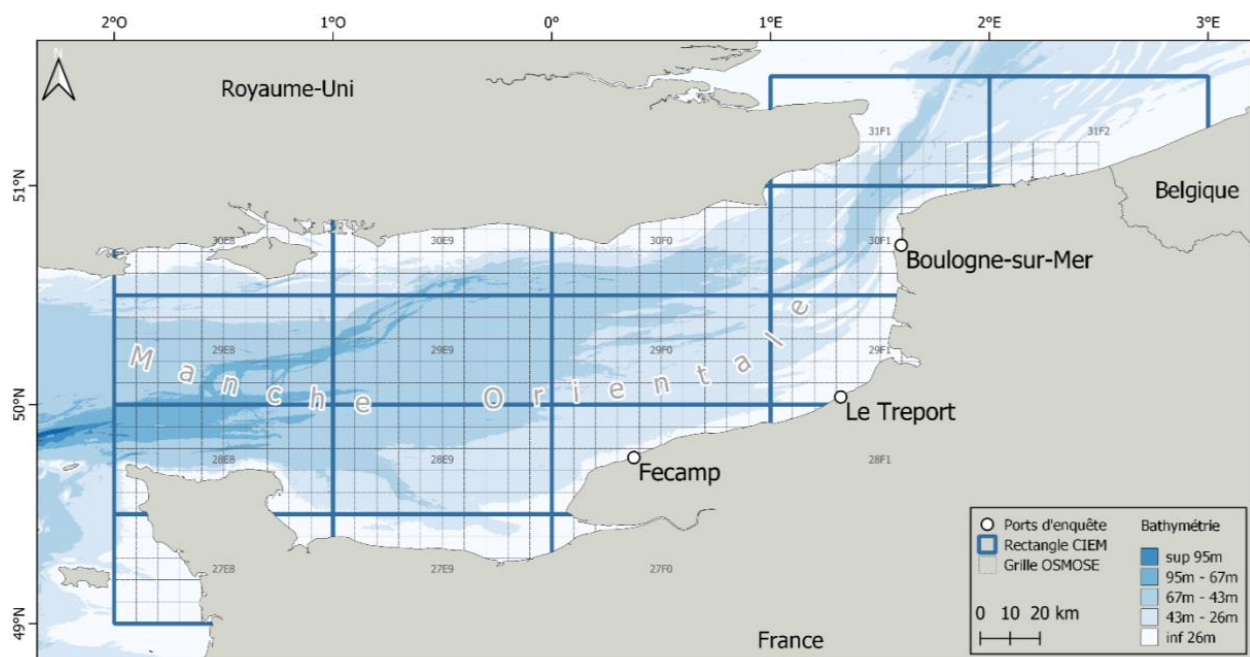 2°O 1°O 0° 1°E 2°E 3°E
N
Royaume-Uni
31F1 31F2
51°N
Belgique
30E8 30E9 30F0 30F1
Boulogne-sur-Mer
29E8 29E9 29F0 29F1
Manche Orientale
50°N
Le Treport
28E8 28E9 28F1
Fecamp
27E8 27E9 27F0
49°N
France
Ports d'enquête
Rectangle CIEM
Grille OSMOSE
0 10 20 km
Bathymétrie
sup 95m
95m - 67m
67m - 43m
43m - 26m
inf 26m